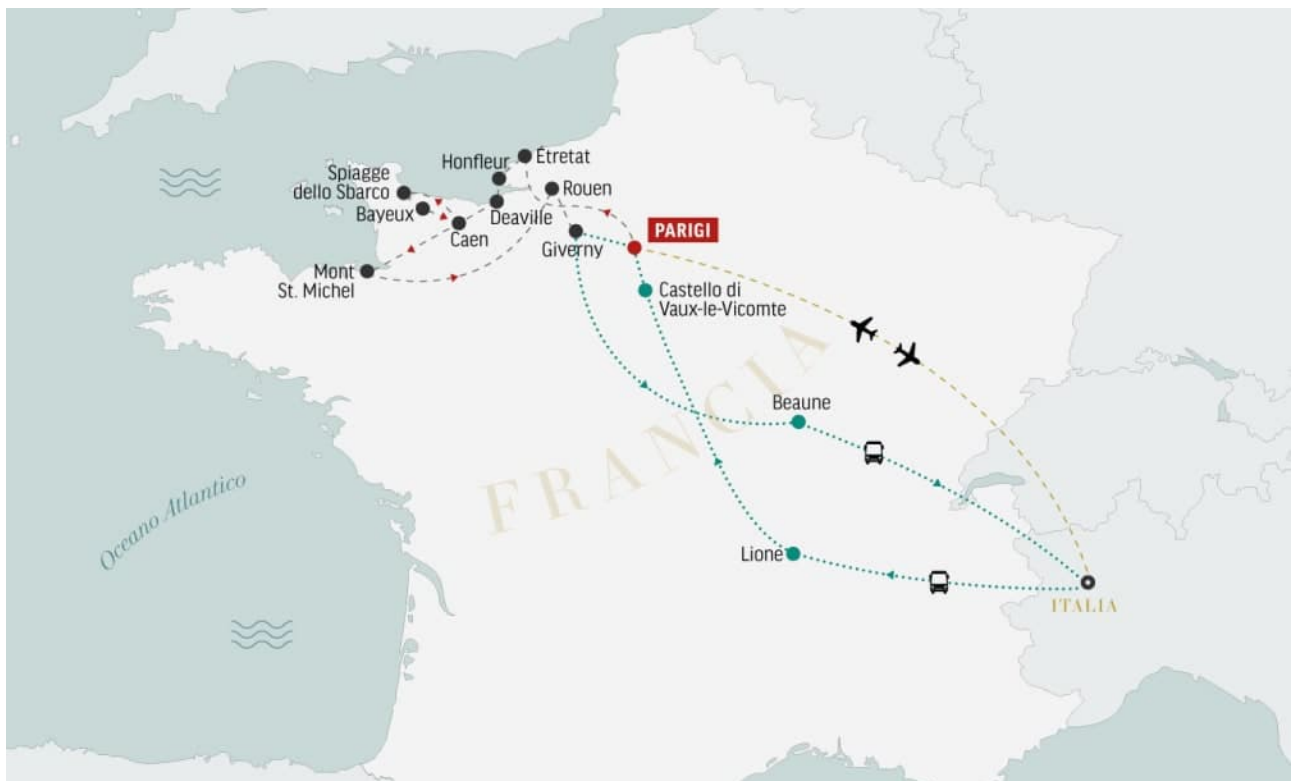 Étretat
Honfleur
Spiagge
dello Sbarco
Rouen
Bayeux
Deaville
Caen
Giverny
PARIGI
Mont
St. Michel
Castello di
Vaux-le-Vicomte
FRANCIA
Beaune
Oceano Atlantico
Lione
ITALIA